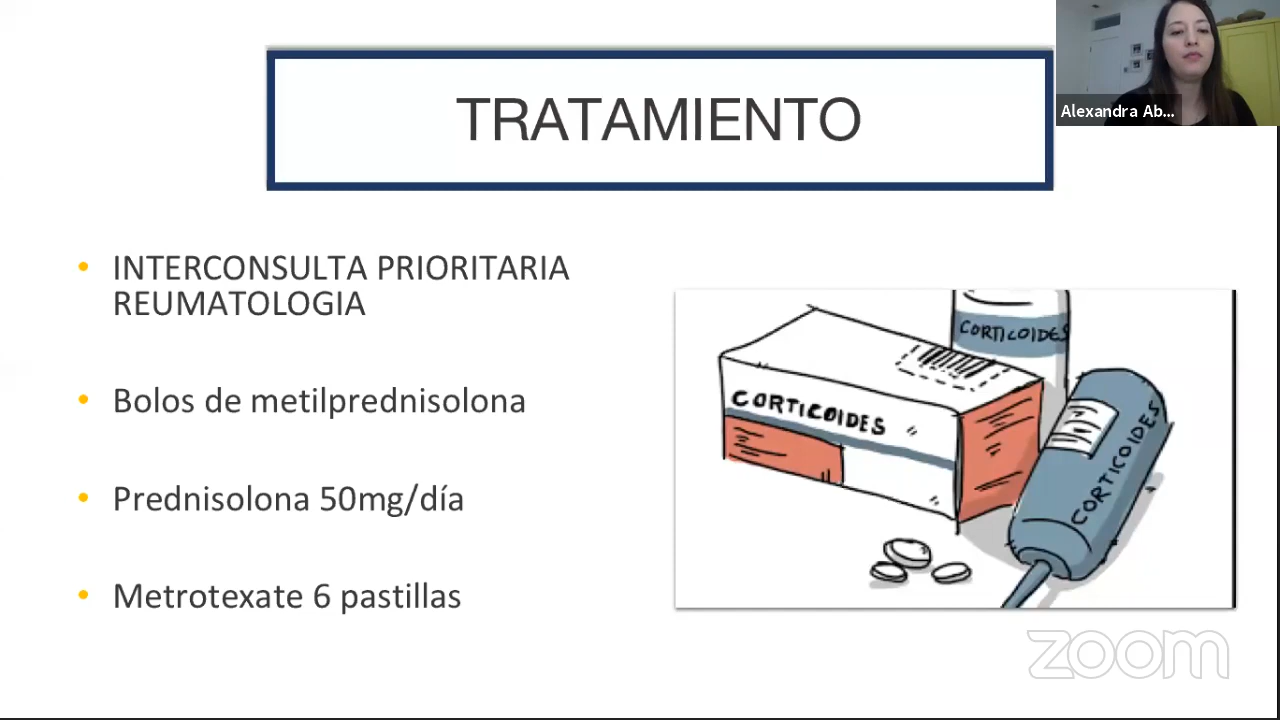 TRATAMIENTO
Alexandra Ab...
INTERCONSULTA PRIORITARIA
REUMATOLOGIA
Bolos de metilprednisolona
Prednisolona 50mg/día
Metrotexate 6 pastillas
CORTICOIDES
CORTICOIDES
CORTICOIDES
zoom